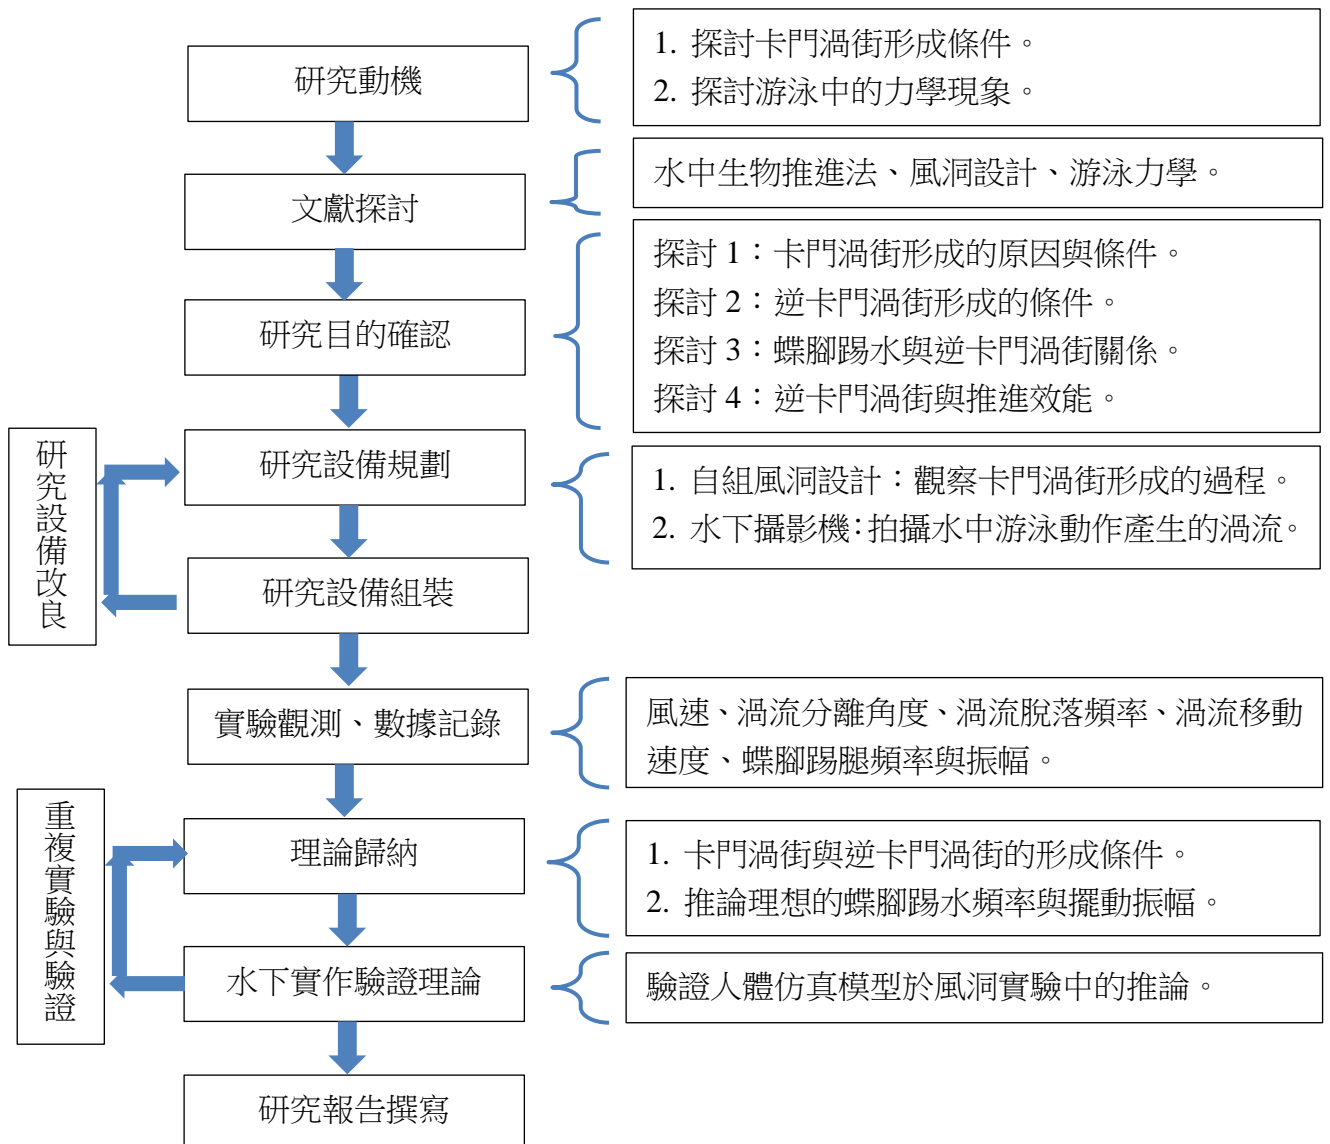 研究動機
1. 探討卡門渦街形成條件。
2. 探討游泳中的力學現象。
文獻探討
水中生物推進法、風洞設計、游泳力學。
研究目的確認
探討 1：卡門渦街形成的原因與條件。
探討 2：逆卡門渦街形成的條件。
探討 3：蝶腳踢水與逆卡門渦街關係。
探討 4：逆卡門渦街與推進效能。
研究設備改良
研究設備規劃
1. 自組風洞設計：觀察卡門渦街形成的過程。
2. 水下攝影機：拍攝水中游泳動作產生的渦流。
研究設備組裝
實驗觀測、數據記錄
風速、渦流分離角度、渦流脫落頻率、渦流移動
速度、蝶腳踢腿頻率與振幅。
重複實驗與驗證
理論歸納
1. 卡門渦街與逆卡門渦街的形成條件。
2. 推論理想的蝶腳踢水頻率與擺動振幅。
水下實作驗證理論
驗證人體仿真模型於風洞實驗中的推論。
研究報告撰寫